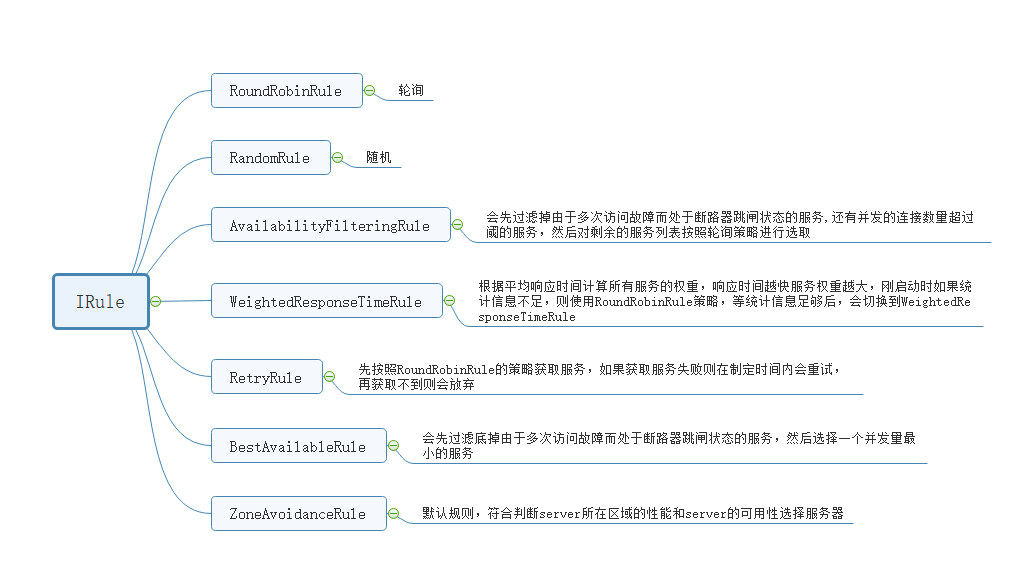 IRule
RoundRobinRule
轮询
RandomRule
随机
AvailabilityFilteringRule
会先过滤掉由于多次访问故障而处于断路器跳闸状态的服务,还有并发的连接数量超过
阈的服务，然后对剩余的服务列表按照轮询策略进行选取
WeightedResponseTimeRule
根据平均响应时间计算所有服务的权重，响应时间越快服务权重越大，刚启动时如果统
计信息不足，则使用RoundRobinRule策略，等统计信息足够后，会切换到WeightedRe
sponseTimeRule
RetryRule
先按照RoundRobinRule的策略获取服务，如果获取服务失败则在制定时间内会重试，
再获取不到则会放弃
BestAvailableRule
会先过滤底掉由于多次访问故障而处于断路器跳闸状态的服务，然后选择一个并发量最
小的服务
ZoneAvoidanceRule
默认规则，符合判断server所在区域的性能和server的可用性选择服务器